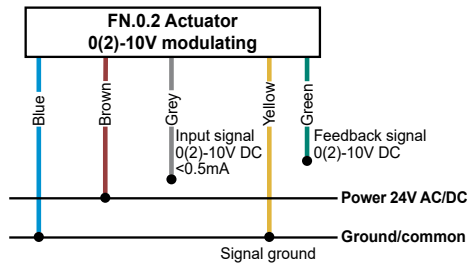 FN.0.2 Actuator
0(2)-10V modulating
Blue
Brown
Grey
Yellow
Green
Input signal
0(2)-10V DC
<0.5mA
Feedback signal
0(2)-10V DC
Power 24V AC/DC
Ground/common
Signal ground